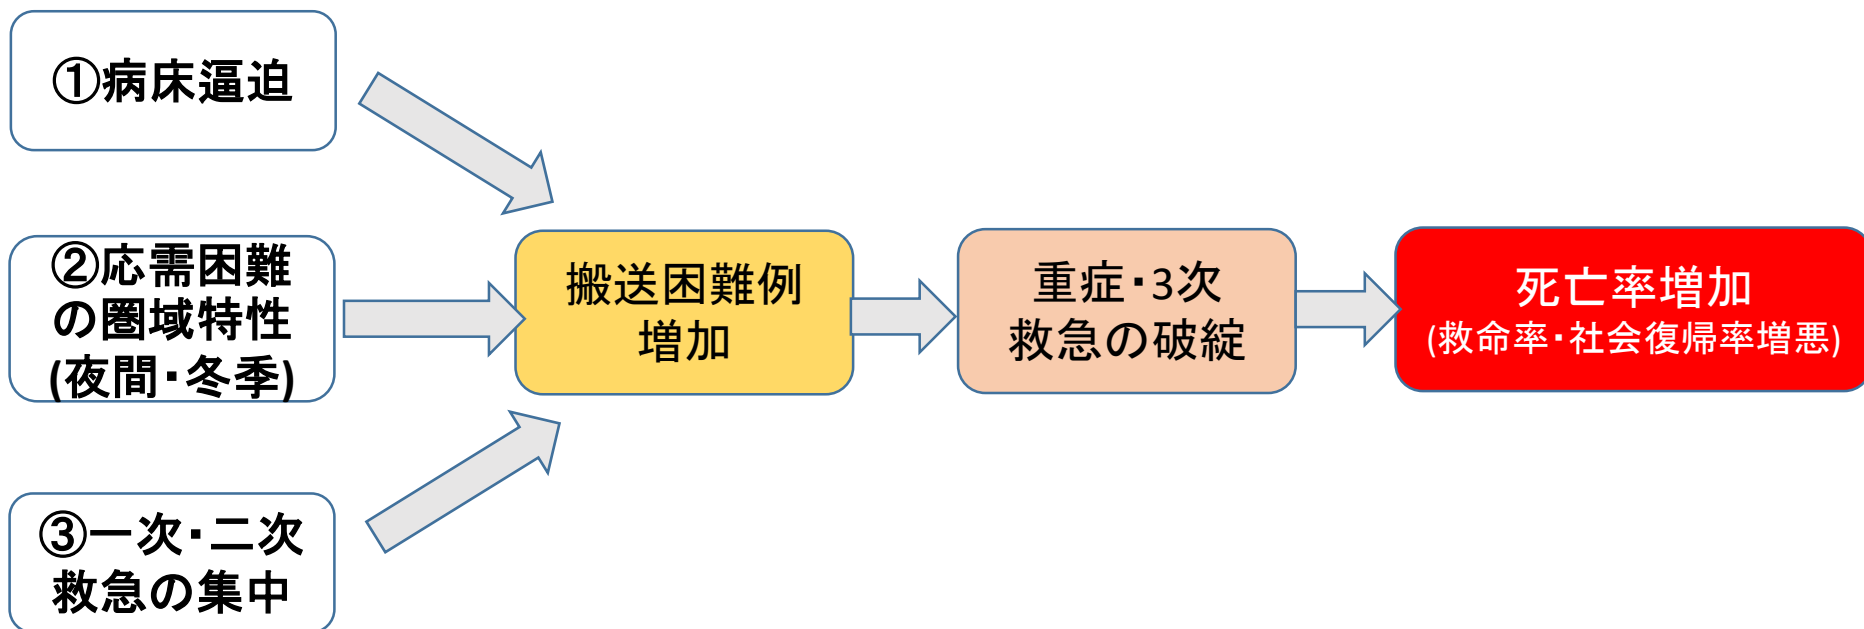 ①病床逼迫
②応需困難
の圏域特性
(夜間・冬季)
③一次・二次
救急の集中
搬送困難例
増加
重症・3次
救急の破綻
死亡率増加
(救命率・社会復帰率増悪)